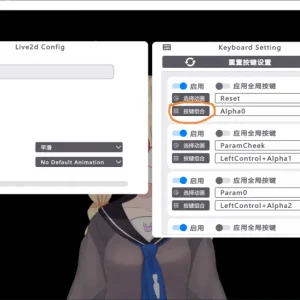 Live2d Config
平滑
No Default Animation
Keyboard Setting
重置按键设置
启用 应用全局按键
选择动画 Reset
按键组合 Alpha0
启用 应用全局按键
选择动画 ParamCheek
按键组合 LeftControl+Alpha1
启用 应用全局按键
选择动画 Param0
按键组合 LeftControl+Alpha2
启用 应用全局按键